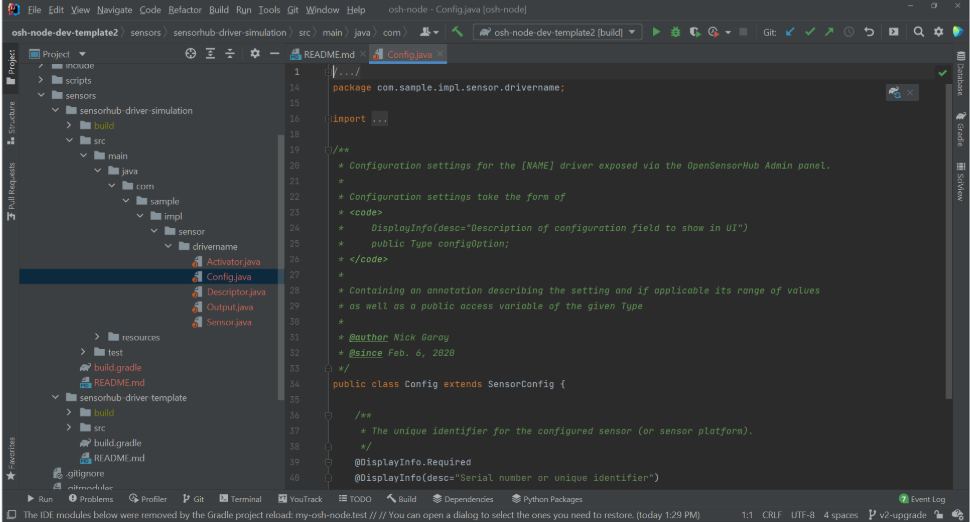 File Edit View Navigate Code Refactor Build Run Tools Git Window Help osh-node - Config.java [osh-node]
osh-node-dev-template2 sensors sensorhub-driver-simulation src main java com osh-node-dev-template2 [build] Git:
Project README.md Config.java
include
scripts
sensors
sensorhub-driver-simulation
build
src
main
java
com
sample
impl
sensor
drivername
Activator.java
Config.java
Descriptor.java
Output.java
Sensor.java
resources
test
build.gradle
README.md
sensorhub-driver-template
build
src
build.gradle
README.md
.gitignore
.gitmodules
Project
Structure
Pull Requests
Favorites
1 /.../
14 package com.sample.impl.sensor.drivername;
15
16 import ...
18
19 /**
20 * Configuration settings for the [NAME] driver exposed via the OpenSensorHub Admin panel.
21 *
22 * Configuration settings take the form of
23 * <code>
24 * DisplayInfo(desc="Description of configuration field to show in UI")
25 public Type configOption;
26 * </code>
27 *
28 * Containing an annotation describing the setting and if applicable its range of values
29 * as well as a public access variable of the given Type
30 *
31 * @author Nick Garay
32 * @since Feb. 6, 2020
33 */
34 public class Config extends SensorConfig {
35
36 /**
37 * The unique identifier for the configured sensor (or sensor platform).
38 */
39 @DisplayInfo.Required
40 @DisplayInfo(desc="Serial number or unique identifier")
Database
Gradle
SciView
Run Problems Profiler Git Terminal YouTrack TODO Build Dependencies Python Packages 7 Event Log
The IDE modules below were removed by the Gradle project reload: my-osh-node.test // // You can open a dialog to select the ones you need to restore. (today 1:29 PM) 1:1 CRLF UTF-8 4 spaces v2-upgrade